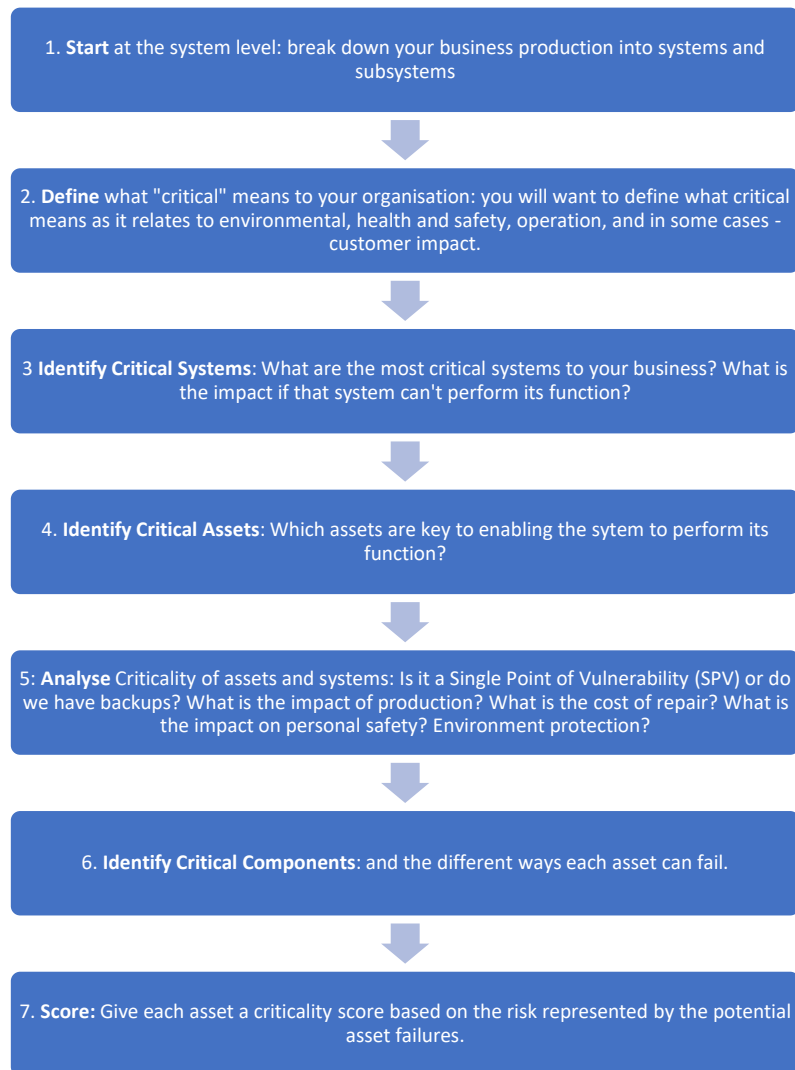 1. Start at the system level: break down your business production into systems and
subsystems
2. Define what "critical" means to your organisation: you will want to define what critical
means as it relates to environmental, health and safety, operation, and in some cases -
customer impact.
3 Identify Critical Systems: What are the most critical systems to your business? What is
the impact if that system can't perform its function?
4. Identify Critical Assets: Which assets are key to enabling the sytem to perform its
function?
5: Analyse Criticality of assets and systems: Is it a Single Point of Vulnerability (SPV) or do
we have backups? What is the impact of production? What is the cost of repair? What is
the impact on personal safety? Environment protection?
6. Identify Critical Components: and the different ways each asset can fail.
7. Score: Give each asset a criticality score based on the risk represented by the potential
asset failures.